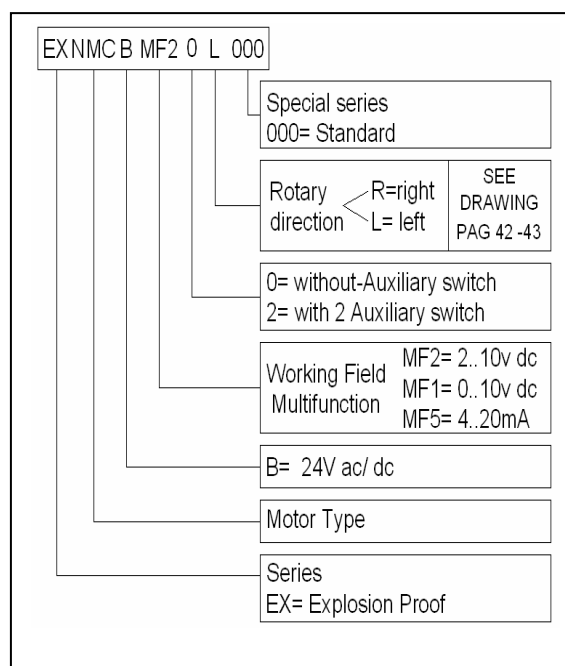 EXNMC B MF2 0 L 000
Special series
000= Standard
Rotary direction
R=right
L= left
SEE
DRAWING
PAG 42 -43
0= without-Auxiliary switch
2= with 2 Auxiliary switch
Working Field
Multifunction
MF2= 2..10v dc
MF1= 0..10v dc
MF5= 4..20mA
B= 24V ac/ dc
Motor Type
Series
EX= Explosion Proof